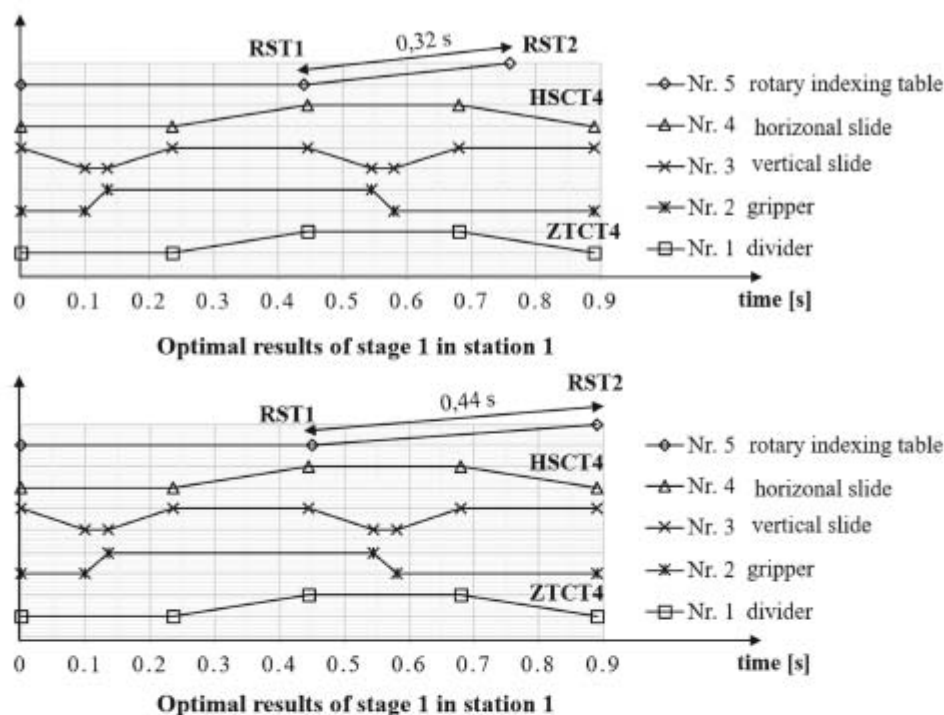 RST1
0,32 s
RST2
HSCT4
ZTCT4
Nr. 5 rotary indexing table
Nr. 4 horizonal slide
Nr. 3 vertical slide
Nr. 2 gripper
Nr. 1 divider
0 0.1 0.2 0.3 0.4 0.5 0.6 0.7 0.8 0.9
time [s]
Optimal results of stage 1 in station 1
RST1
0,44 s
RST2
HSCT4
ZTCT4
Nr. 5 rotary indexing table
Nr. 4 horizonal slide
Nr. 3 vertical slide
Nr. 2 gripper
Nr. 1 divider
0 0.1 0.2 0.3 0.4 0.5 0.6 0.7 0.8 0.9
time [s]
Optimal results of stage 1 in station 1